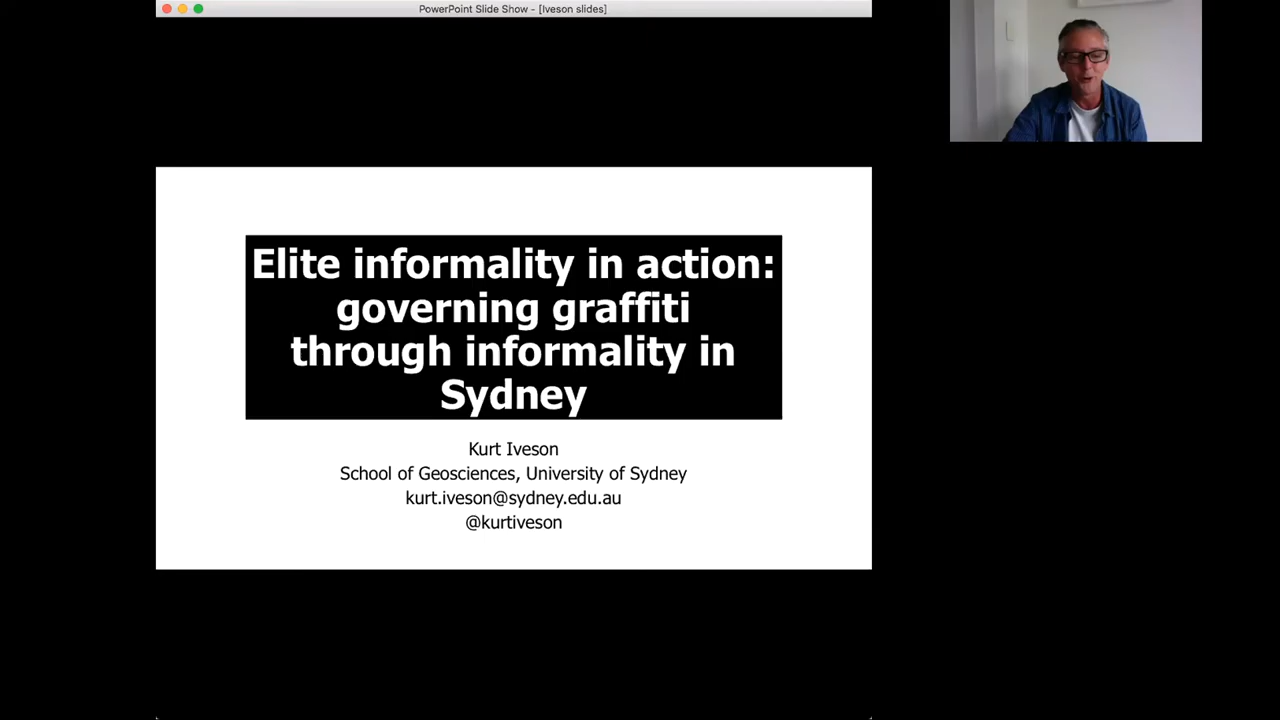 PowerPoint Slide Show - [Iveson slides]
Elite informality in action:
governing graffiti
through informality in
Sydney
Kurt Iveson
School of Geosciences, University of Sydney
kurt.iveson@sydney.edu.au
@kurtiveson